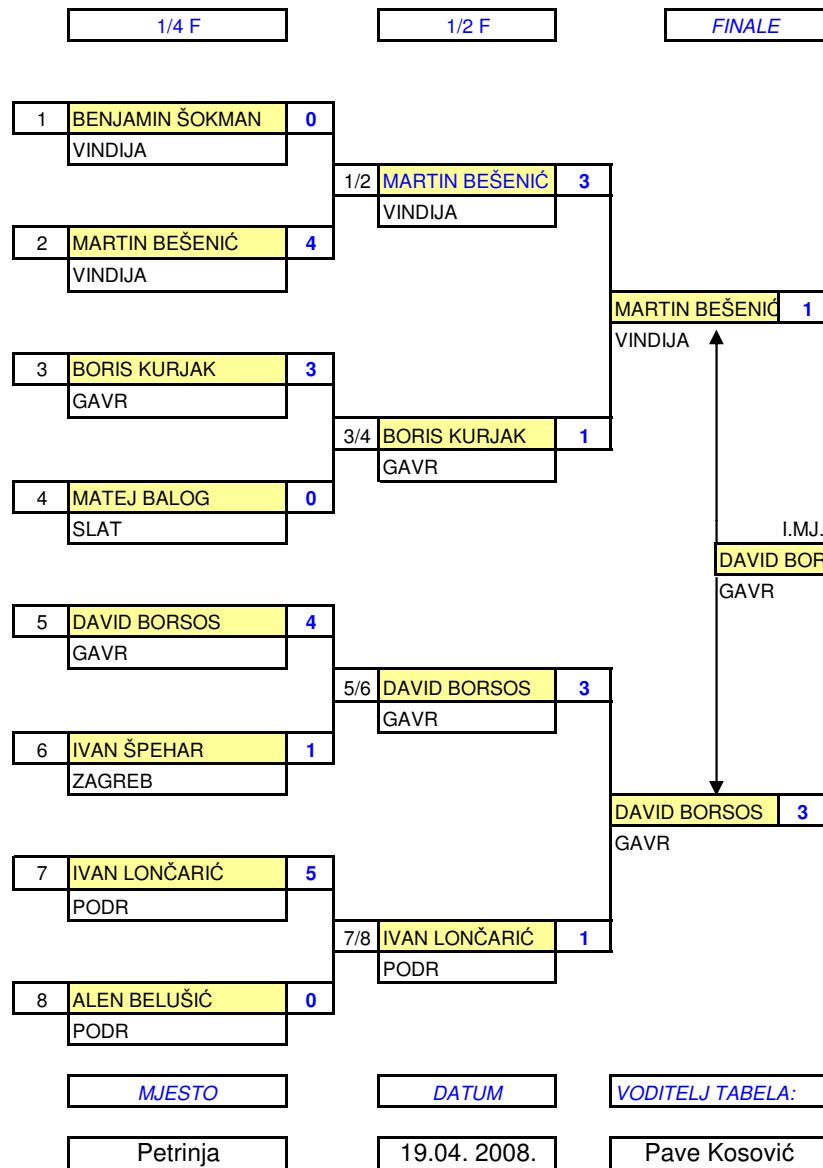 1/4 F 1/2 F FINALE
1 BENJAMIN ŠOKMAN 0
VINDIJA
1/2 MARTIN BEŠENIĆ 3
VINDIJA
2 MARTIN BEŠENIĆ 4
VINDIJA
MARTIN BEŠENIĆ 1
VINDIJA
3 BORIS KURJAK 3
GAVR
3/4 BORIS KURJAK 1
GAVR
4 MATEJ BALOG 0
SLAT
I.MJ.
DAVID BOR
GAVR
5 DAVID BORSOS 4
GAVR
5/6 DAVID BORSOS 3
GAVR
6 IVAN ŠPEHAR 1
ZAGREB
DAVID BORSOS 3
GAVR
7 IVAN LONČARIĆ 5
PODR
7/8 IVAN LONČARIĆ 1
PODR
8 ALEN BELUŠIĆ 0
PODR
MJESTO DATUM VODITELJ TABELA:
Petrinja 19.04. 2008. Pave Kosović